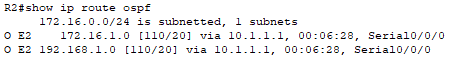 R2#show ip route ospf
     172.16.0.0/24 is subnetted, 1 subnets
O E2    172.16.1.0 [110/20] via 10.1.1.1, 00:06:28, Serial0/0/0
O E2 192.168.1.0 [110/20] via 10.1.1.1, 00:06:28, Serial0/0/0